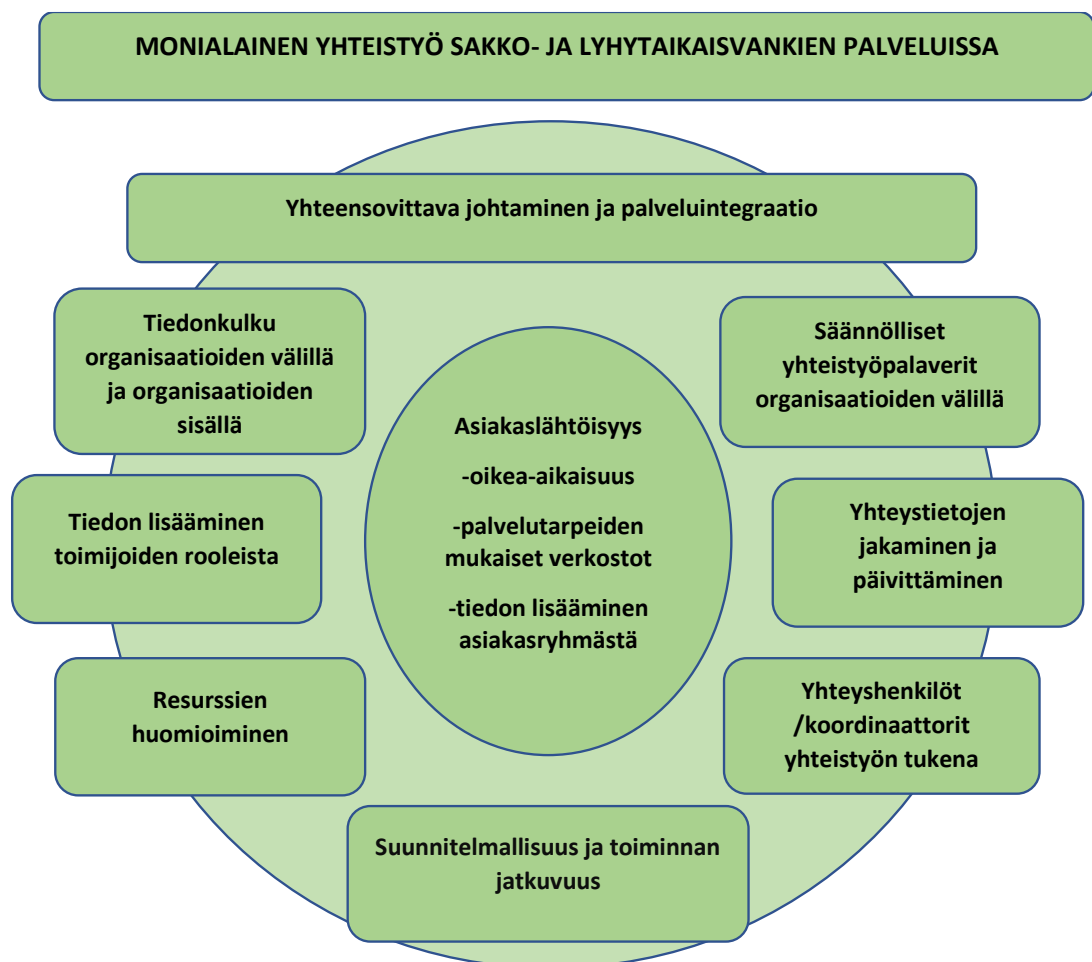 MONIALAINEN YHTEISTYÖ SAKKO- JA LYHYTAIKAISVANKIEN PALVELUISSA
Yhteensovittava johtaminen ja palveluintegraatio
Tiedonkulku
organisaatioiden välillä
ja organisaatioiden
sisällä
Säännölliset
yhteistyöpalaverit
organisaatioiden välillä
Asiakaslähtöisyys
-oikea-aikaisuus
-palvelutarpeiden
mukaiset verkostot
-tiedon lisääminen
asiakasryhmästä
Tiedon lisääminen
toimijoiden rooleista
Yhteystietojen
jakaminen ja
päivittäminen
Resurssien
huomioiminen
Yhteyshenkilöt
/koordinaattorit
yhteistyön tukena
Suunnitelmallisuus ja toiminnan
jatkuvuus